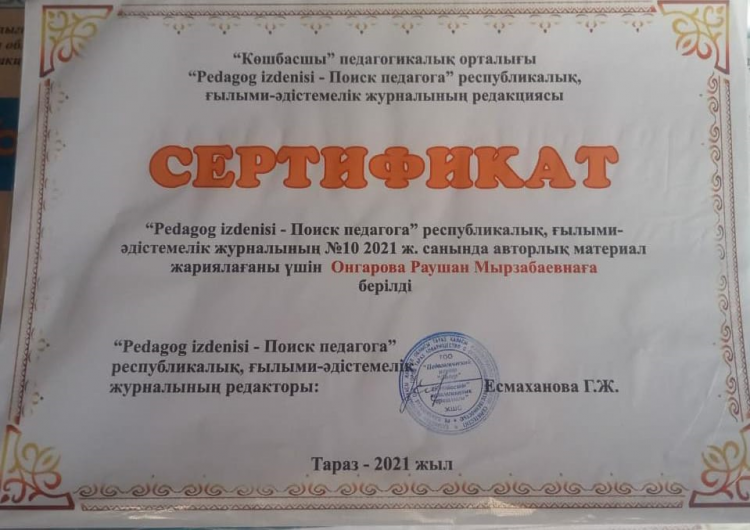 “Көшбасшы” педагогикалық орталығы
“Pedagog izdenisi - Поиск педагога” республикалық,
ғылыми-әдістемелік журналының редакциясы
СЕРТИФИКАТ
“Pedagog izdenisi - Поиск педагога” республикалық, ғылыми-
әдістемелік журналының №10 2021 ж. санында авторлық материал
жариялағаны үшін Онгарова Раушан Мырзабаевнаға
берілді
“Pedagog izdenisi - Поиск педагога”
республикалық, ғылыми-әдістемелік
журналының редакторы: Есмаханова Г.Ж.
ТОО
Тараз - 2021 жыл